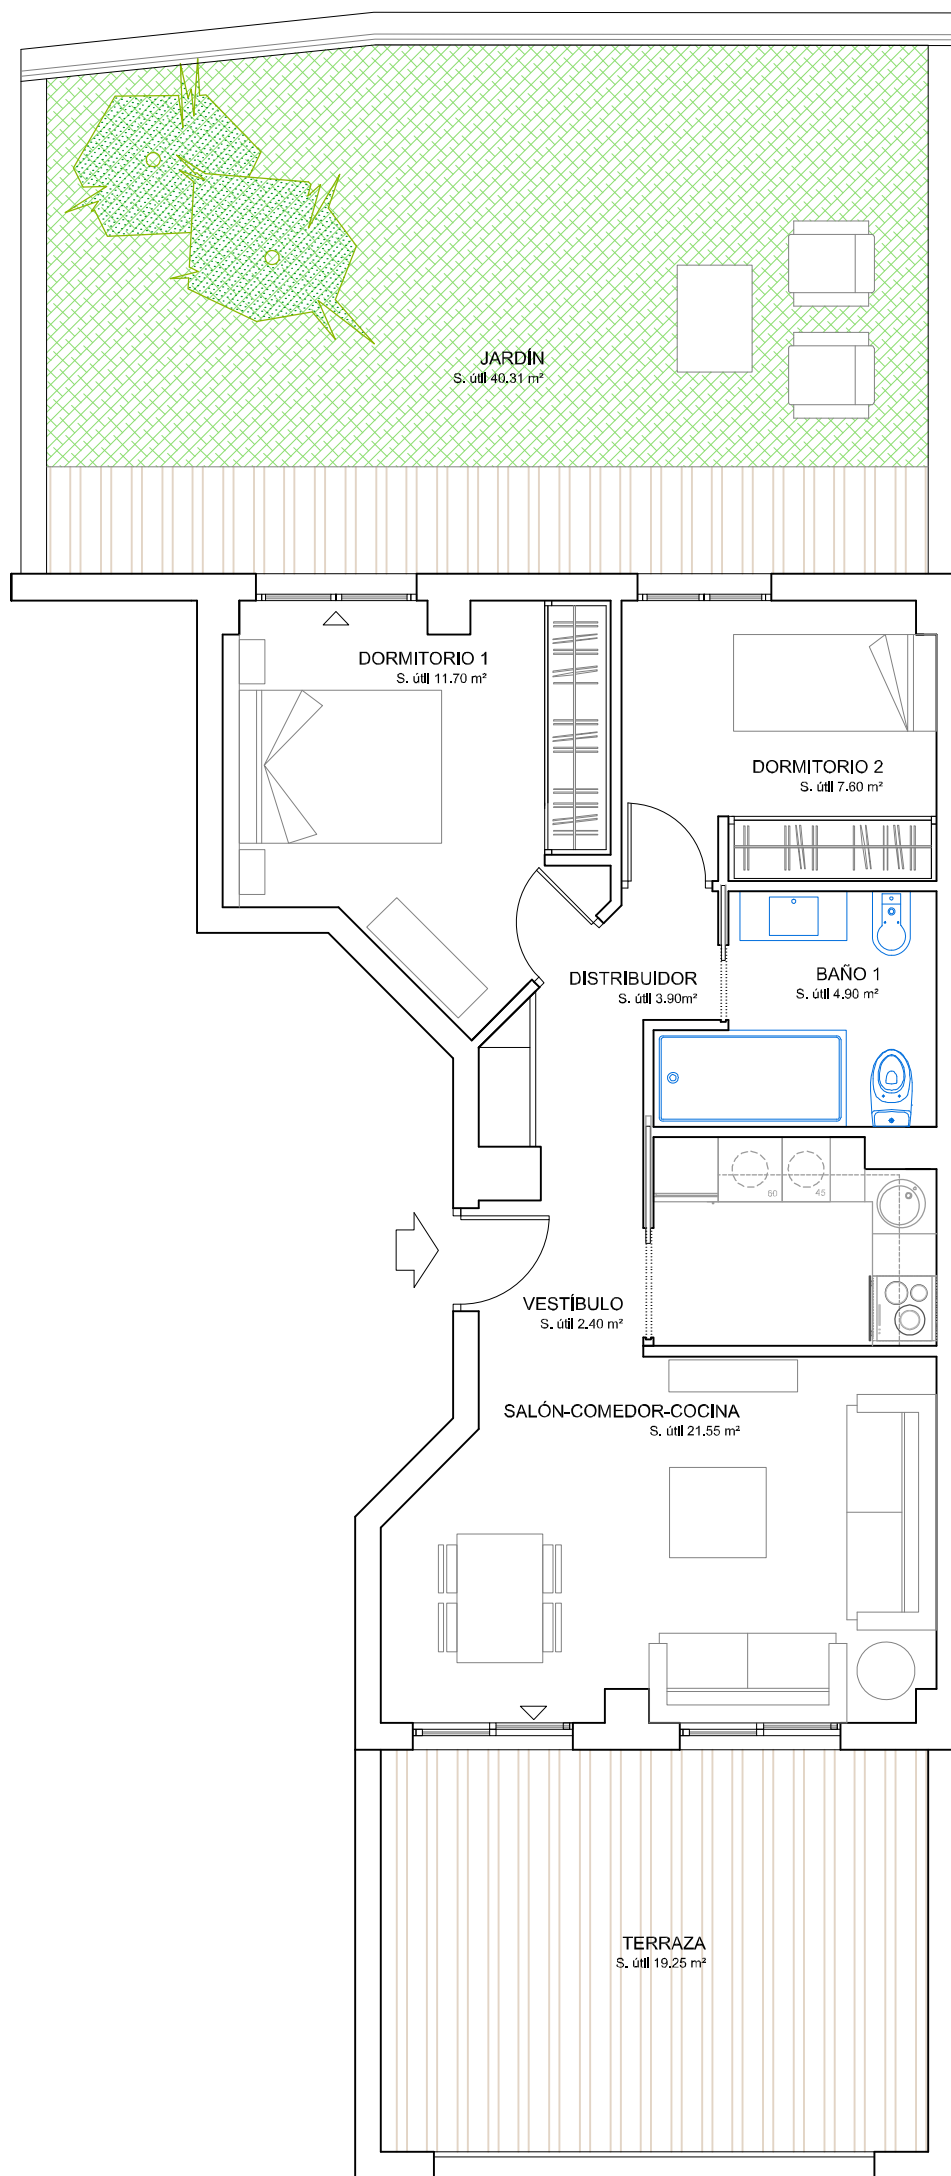 JARDÍN
S. útil 40.31 m²
DORMITORIO 1
S. útil 11.70 m²
DORMITORIO 2
S. útil 7.60 m²
DISTRIBUIDOR
S. útil 3.90m²
BAÑO 1
S. útil 4.90 m²
60
45
VESTÍBULO
S. útil 2.40 m²
SALÓN-COMEDOR-COCINA
S. útil 21.55 m²
TERRAZA
S. útil 19.25 m²